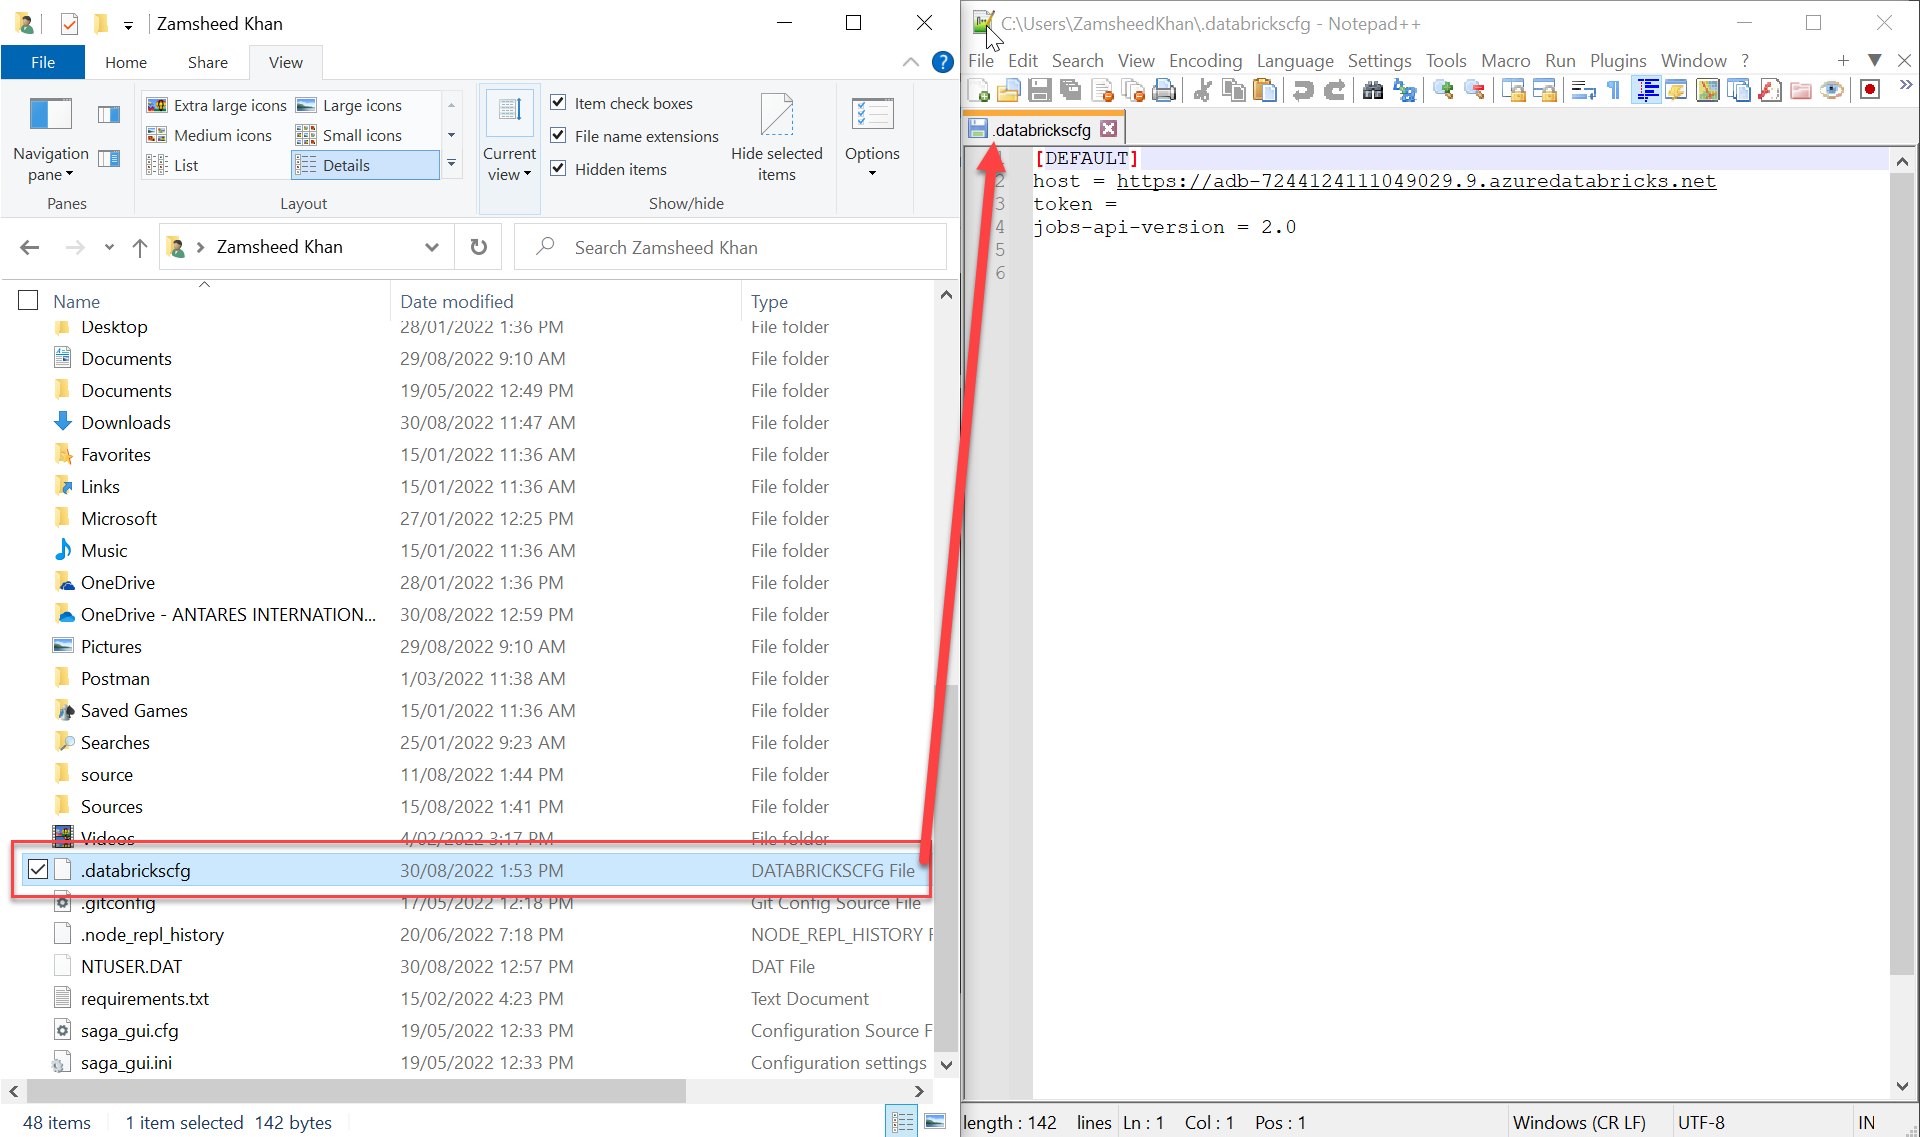 Zamsheed Khan
File Home Share View
Extra large icons Large icons
Medium icons Small icons
List Details
Navigation pane
Panes
Layout
Current view
Item check boxes
File name extensions
Hidden items
Hide selected items
Show/hide
Options
Zamsheed Khan
Search Zamsheed Khan
Name Date modified Type
Desktop 28/01/2022 1:36 PM File folder
Documents 29/08/2022 9:10 AM File folder
Documents 19/05/2022 12:49 PM File folder
Downloads 30/08/2022 11:47 AM File folder
Favorites 15/01/2022 11:36 AM File folder
Links 15/01/2022 11:36 AM File folder
Microsoft 27/01/2022 12:25 PM File folder
Music 15/01/2022 11:36 AM File folder
OneDrive 28/01/2022 1:36 PM File folder
OneDrive - ANTARES INTERNATION... 30/08/2022 12:59 PM File folder
Pictures 29/08/2022 9:10 AM File folder
Postman 1/03/2022 11:38 AM File folder
Saved Games 15/01/2022 11:36 AM File folder
Searches 25/01/2022 9:23 AM File folder
source 11/08/2022 1:44 PM File folder
Sources 15/08/2022 1:41 PM File folder
Videos 4/02/2022 3:17 PM File folder
.databrickscfg 30/08/2022 1:53 PM DATABRICKSCFG File
.gitconfig 17/05/2022 12:18 PM Git Config Source File
.node_repl_history 20/06/2022 7:18 PM NODE_REPL_HISTORY F
NTUSER.DAT 30/08/2022 12:57 PM DAT File
requirements.txt 15/02/2022 4:23 PM Text Document
saga_gui.cfg 19/05/2022 12:33 PM Configuration Source F
saga_gui.ini 19/05/2022 12:33 PM Configuration settings
48 items 1 item selected 142 bytes
C:\Users\ZamsheedKhan\.databrickscfg - Notepad++
File Edit Search View Encoding Language Settings Tools Macro Run Plugins Window ?
.databrickscfg
[DEFAULT]
2 host = https://adb-7244124111049029.9.azuredatabricks.net
3 token =
4 jobs-api-version = 2.0
5
6
length : 142 lines Ln : 1 Col : 1 Pos : 1 Windows (CR LF) UTF-8 IN